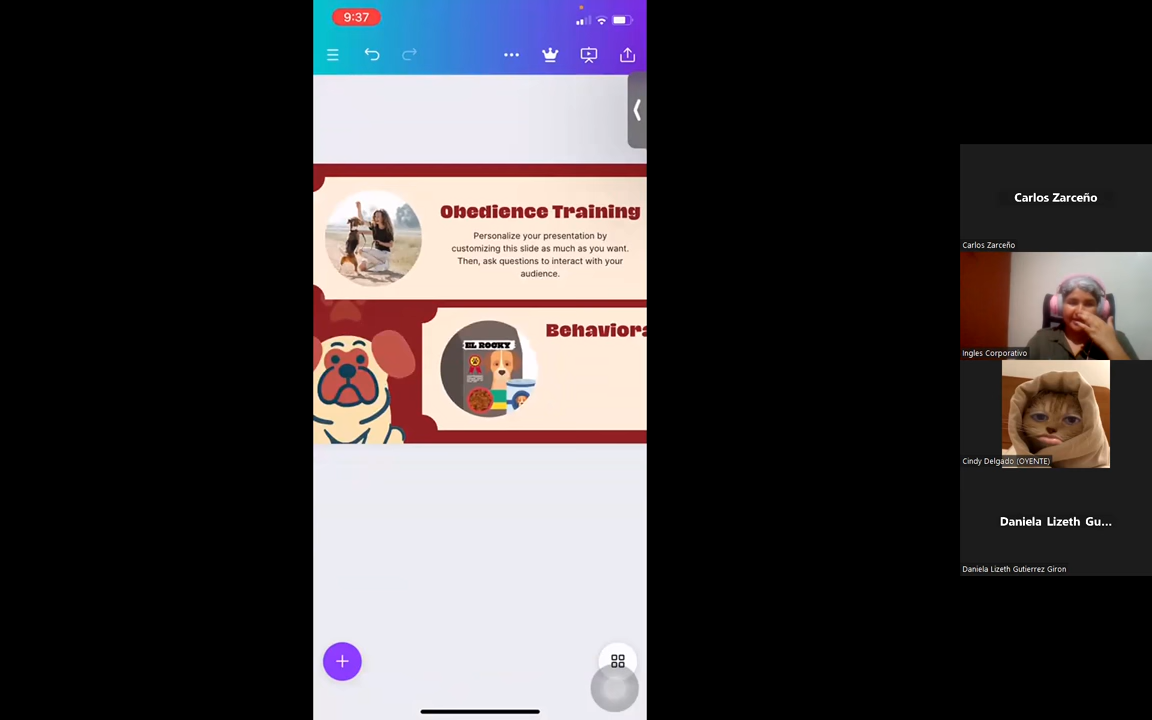 9:37
Obedience Training
Personalize your presentation by
customizing this slide as much as you want.
Then, ask questions to interact with your
audience.
Behaviora
EL ROCKY
Carlos Zarceño
Carlos Zarceño
Ingles Corporativo
Cindy Delgado (OYENTE)
Daniela Lizeth Gu...
Daniela Lizeth Gutierrez Giron